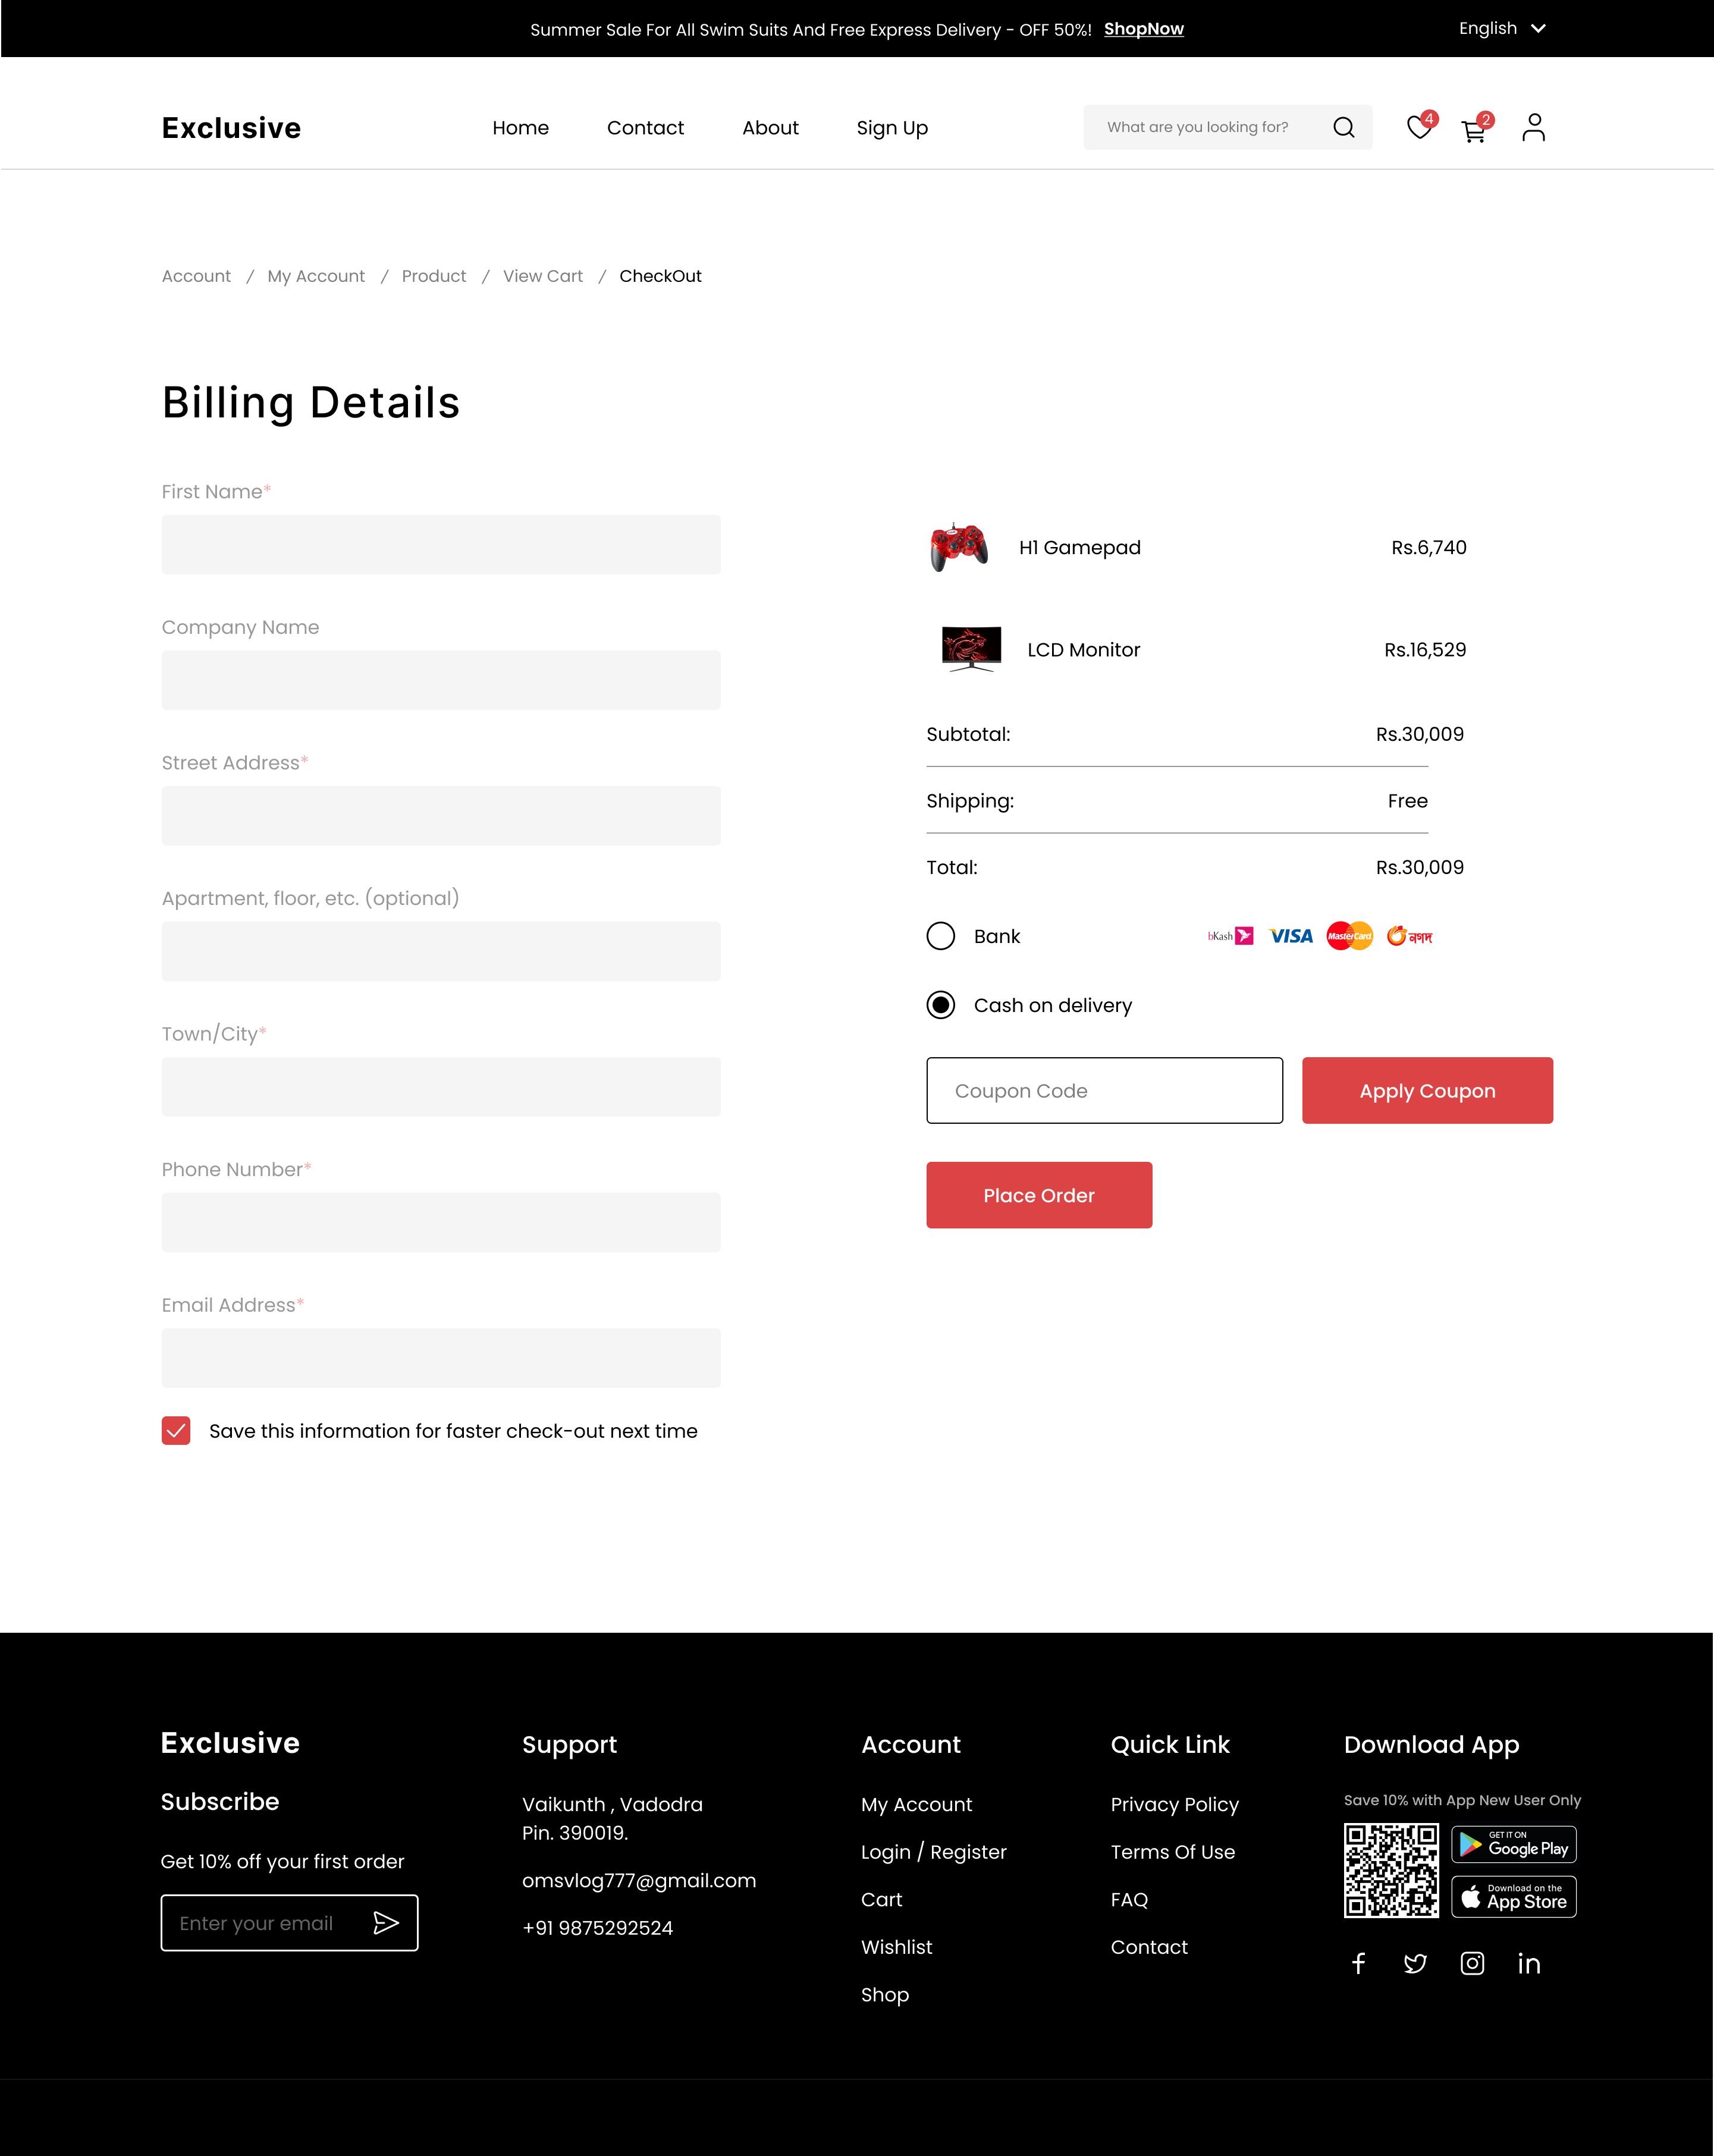 Summer Sale For All Swim Suits And Free Express Delivery - OFF 50%! ShopNow
English
Exclusive
Home
Contact
About
Sign Up
What are you looking for?
4
2
Account / My Account / Product / View Cart / CheckOut
Billing Details
First Name*
Company Name
Street Address*
Apartment, floor, etc. (optional)
Town/City*
Phone Number*
Email Address*
Save this information for faster check-out next time
H1 Gamepad Rs.6,740
LCD Monitor Rs.16,529
Subtotal: Rs.30,009
Shipping: Free
Total: Rs.30,009
Bank
bKash VISA MasterCard নগদ
Cash on delivery
Coupon Code
Apply Coupon
Place Order
Exclusive
Subscribe
Get 10% off your first order
Enter your email
Support
Vaikunth , Vadodra
Pin. 390019.
omsvlog777@gmail.com
+91 9875292524
Account
My Account
Login / Register
Cart
Wishlist
Shop
Quick Link
Privacy Policy
Terms Of Use
FAQ
Contact
Download App
Save 10% with App New User Only
GET IT ON
Google Play
Download on the
App Store